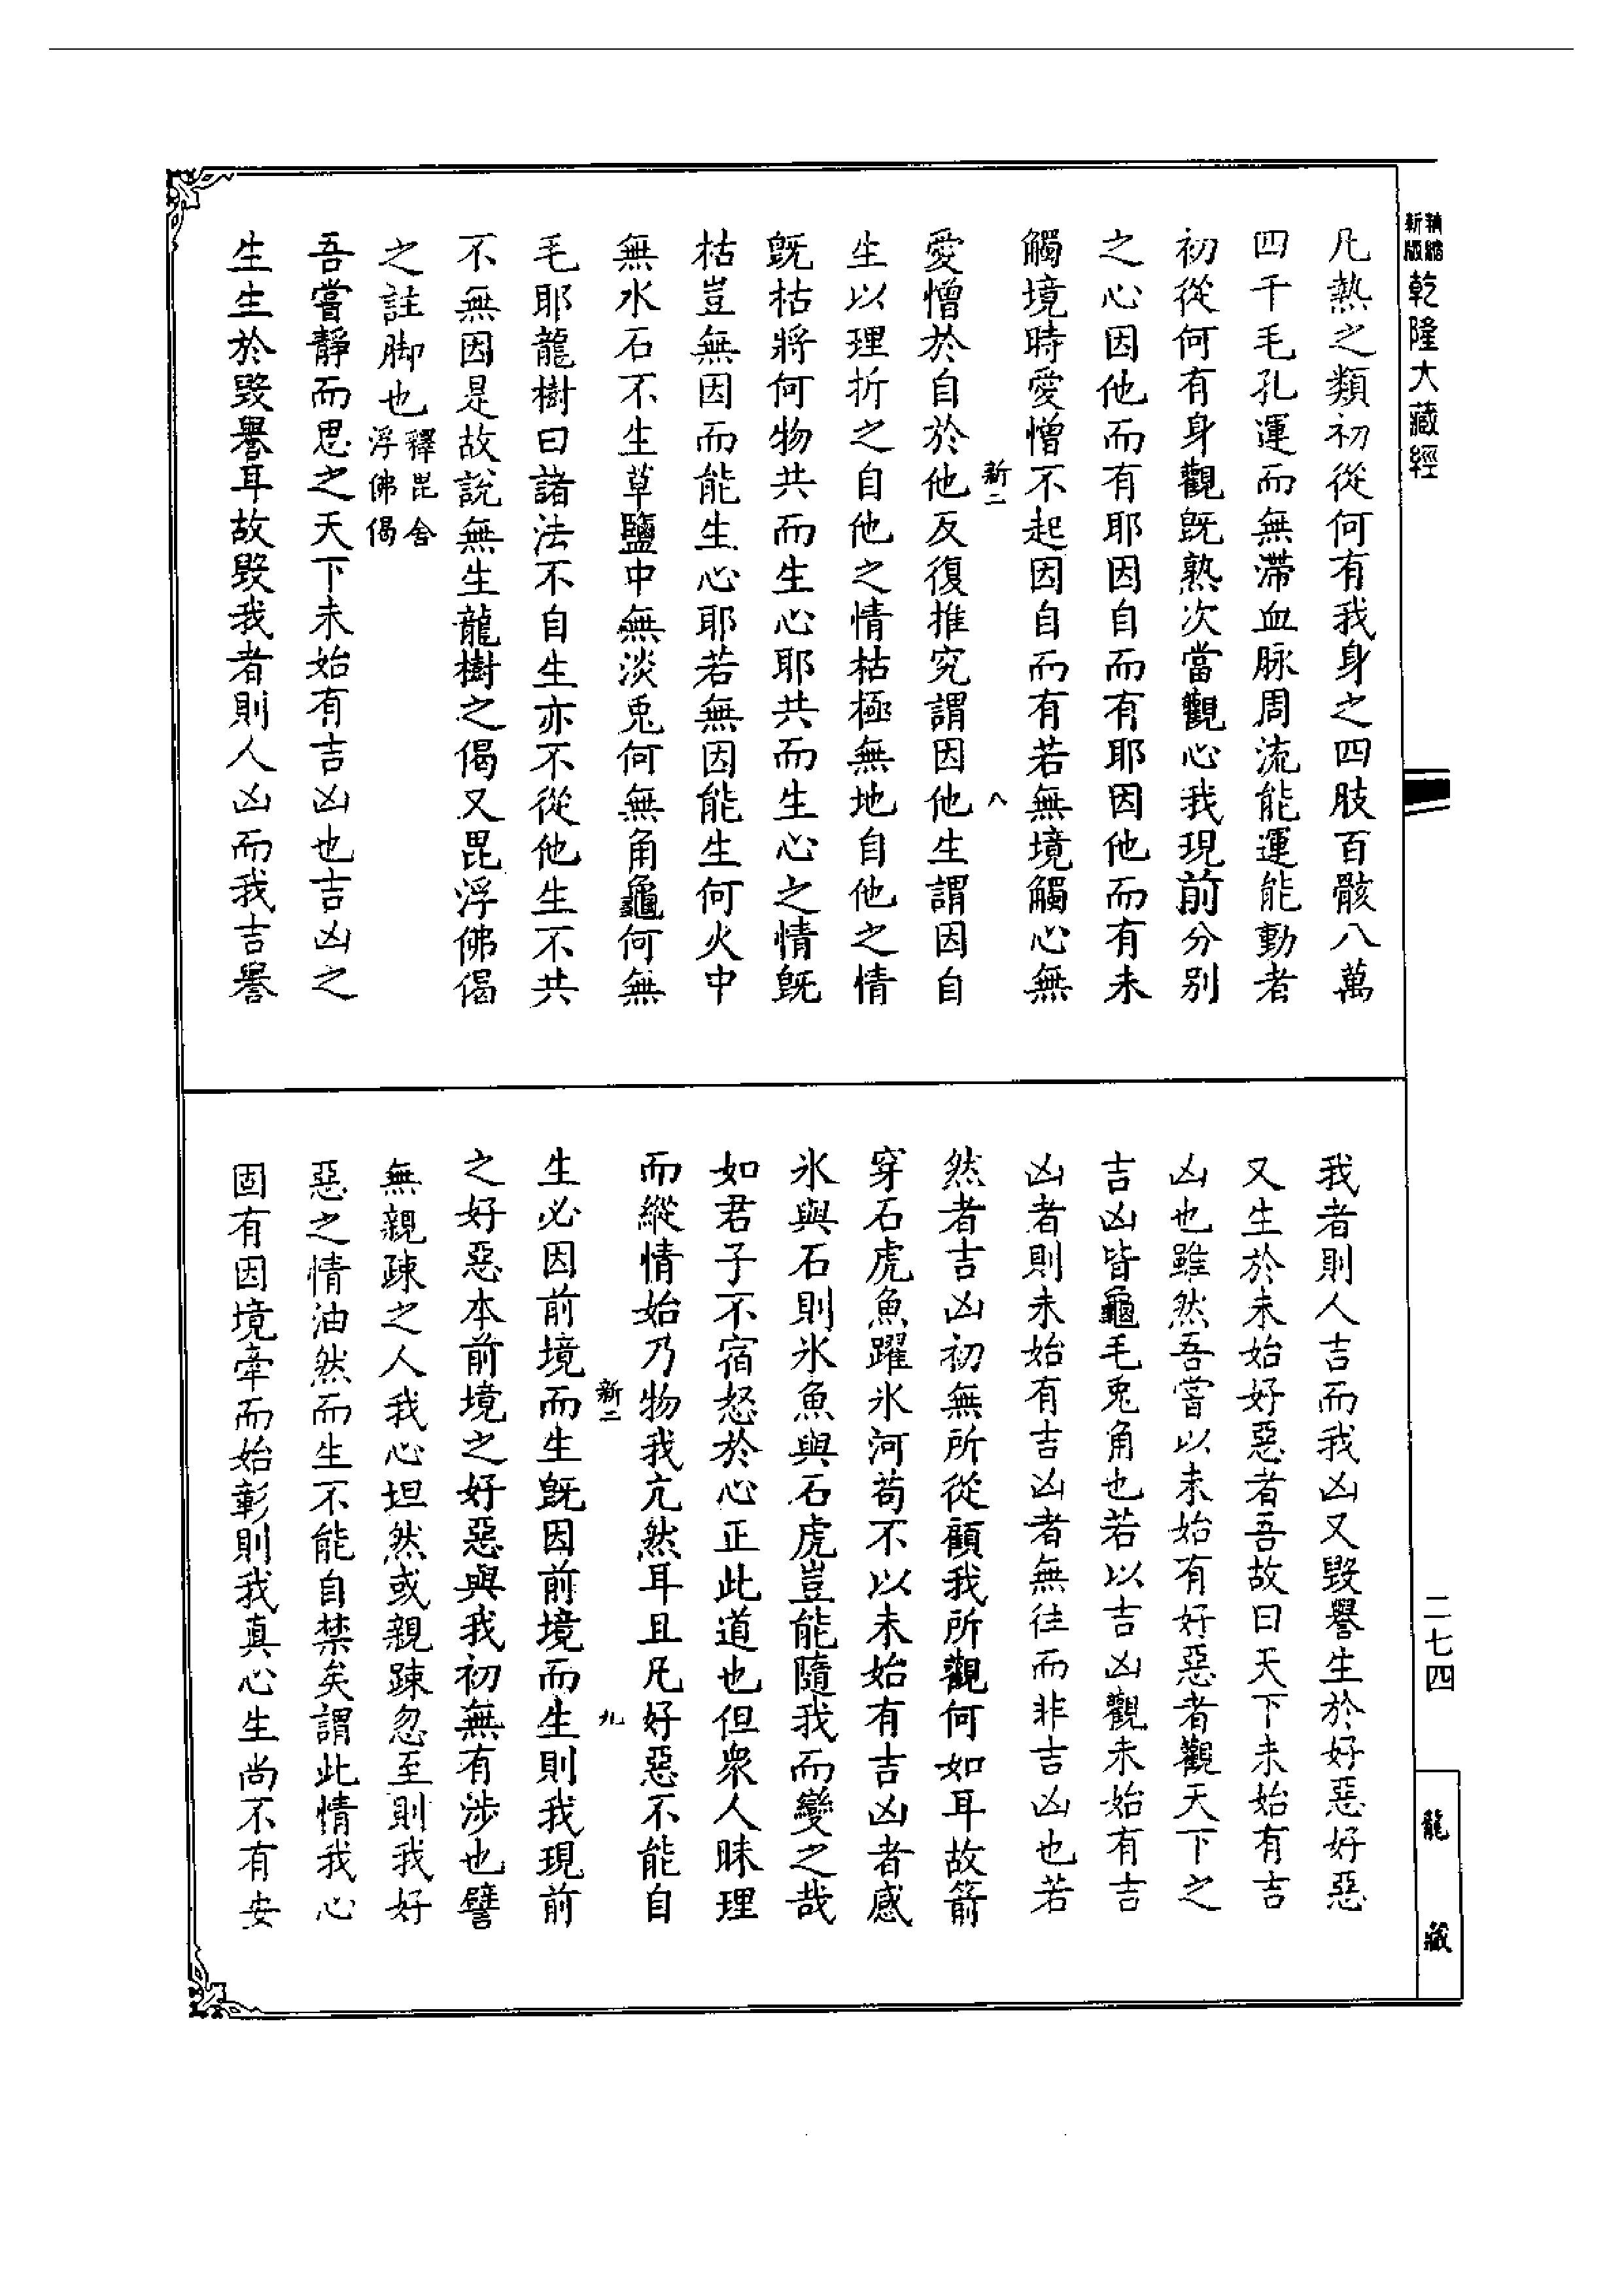 精縮新版乾隆大藏經
凡熱之類初從何有我身之四肢百骸八萬
四千毛孔運而無滯血脉周流能運能動者
初從何有身觀旣熟次當觀心我現前分别
之心因他而有耶因自而有耶因他而有未
觸境時愛憎不起因自而有若無境觸心無
新二 八
愛憎於自於他反復推究謂因他生謂因自
生以理折之自他之情枯極無地自他之情
旣枯將何物共而生心耶共而生心之情旣
枯豈無因而能生心耶若無因能生何火中
無水石不生草鹽中無淡兎何無角龜何無
毛耶龍樹曰諸法不自生亦不從他生不共
不無因是故説無生龍樹之偈又毘浮佛偈
之註脚也釋毘舍浮佛偈
吾嘗靜而思之天下未始有吉凶也吉凶之
生生於毀譽耳故毀我者則人凶而我吉譽
我者則人吉而我凶又毀譽生於好惡好惡
又生於未始好惡者吾故曰天下未始有吉
凶也雖然吾嘗以未始有好惡者觀天下之
吉凶皆龜毛兎角也若以吉凶觀未始有吉
凶者則未始有吉凶者無往而非吉凶也若
然者吉凶初無所從顧我所觀何如耳故箭
穿石虎魚躍氷河苟不以未始有吉凶者感
氷與石則氷魚與石虎豈能隨我而變之哉
如君子不宿怒於心正此道也但衆人昧理
而縱情始乃物我亢然耳且凡好惡不能自
新二 九
生必因前境而生旣因前境而生則我現前
之好惡本前境之好惡與我初無有涉也譬
無親踈之人我心坦然或親踈忽至則我好
惡之情油然而生不能自禁矣謂此情我心
固有因境牽而始彰則我真心生尚不有安
二七四
龍藏